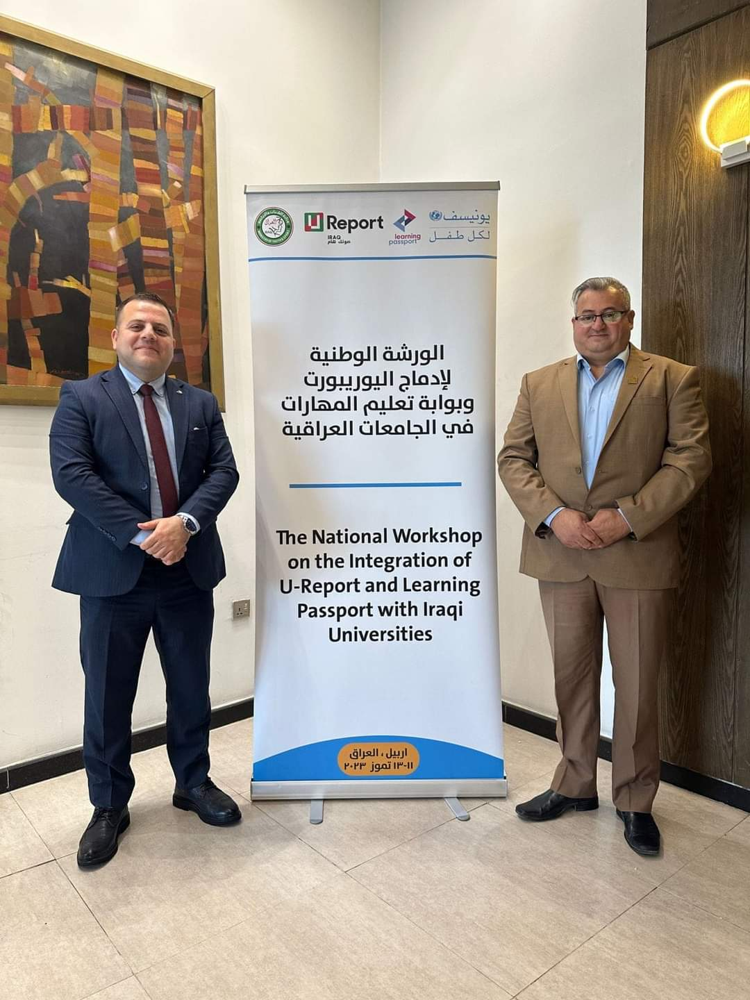 U Report
IRAQ
صوتك هام
learning
passport
يونيسف
لكل طفل
الورشة الوطنية
لإدماج اليوريبورت
وبوابة تعليم المهارات
في الجامعات العراقية
The National Workshop
on the Integration of
U-Report and Learning
Passport with Iraqi
Universities
اربيل ، العراق
١١-١٣ تموز ٢٠٢٣